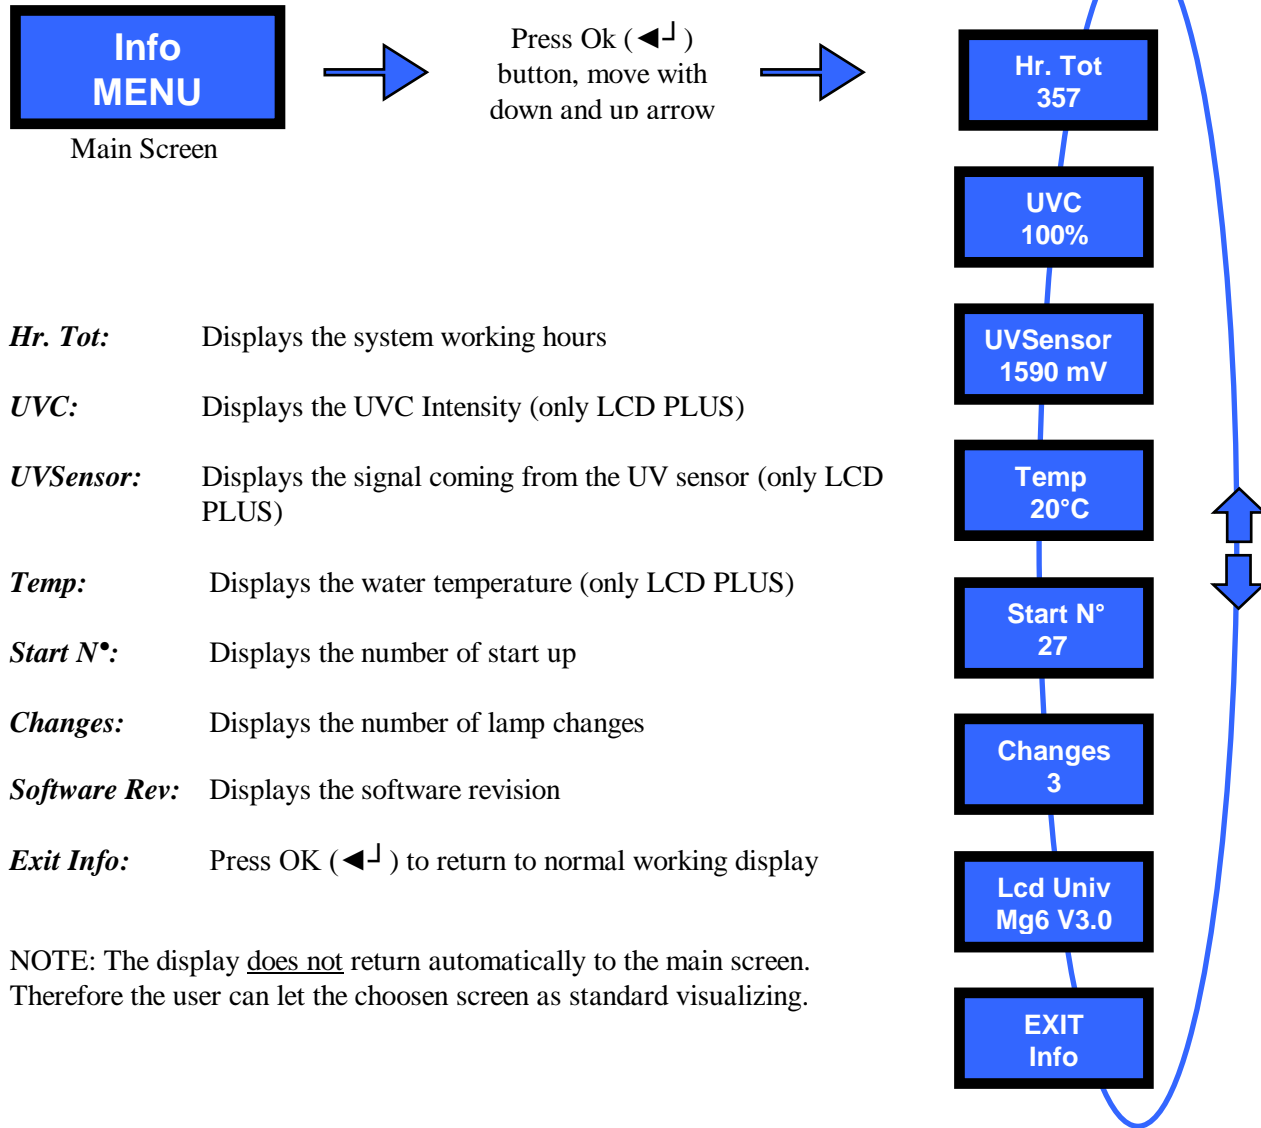 Info
MENU
Main Screen
Press Ok (◄┘)
button, move with
down and up arrow
Hr. Tot
357
UVC
100%
UVSensor
1590 mV
Temp
20°C
Start N°
27
Changes
3
Lcd Univ
Mg6 V3.0
EXIT
Info
Hr. Tot: Displays the system working hours
UVC: Displays the UVC Intensity (only LCD PLUS)
UVSensor: Displays the signal coming from the UV sensor (only LCD
PLUS)
Temp: Displays the water temperature (only LCD PLUS)
Start N•: Displays the number of start up
Changes: Displays the number of lamp changes
Software Rev: Displays the software revision
Exit Info: Press OK (◄┘) to return to normal working display
NOTE: The display does not return automatically to the main screen.
Therefore the user can let the choosen screen as standard visualizing.